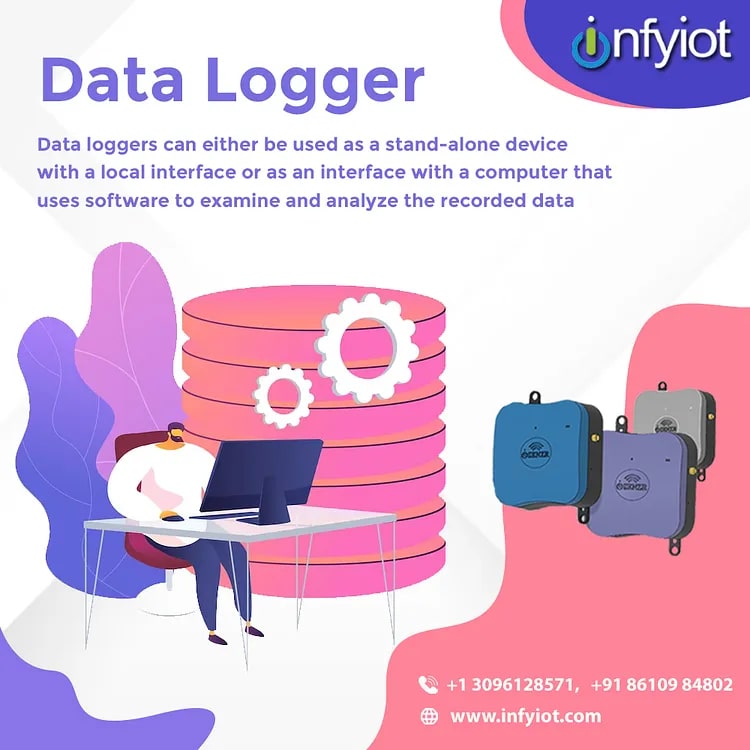 infyiot
Data Logger
Data loggers can either be used as a stand-alone device
with a local interface or as an interface with a computer that
uses software to examine and analyze the recorded data
+1 3096128571, +91 86109 84802
www.infyiot.com